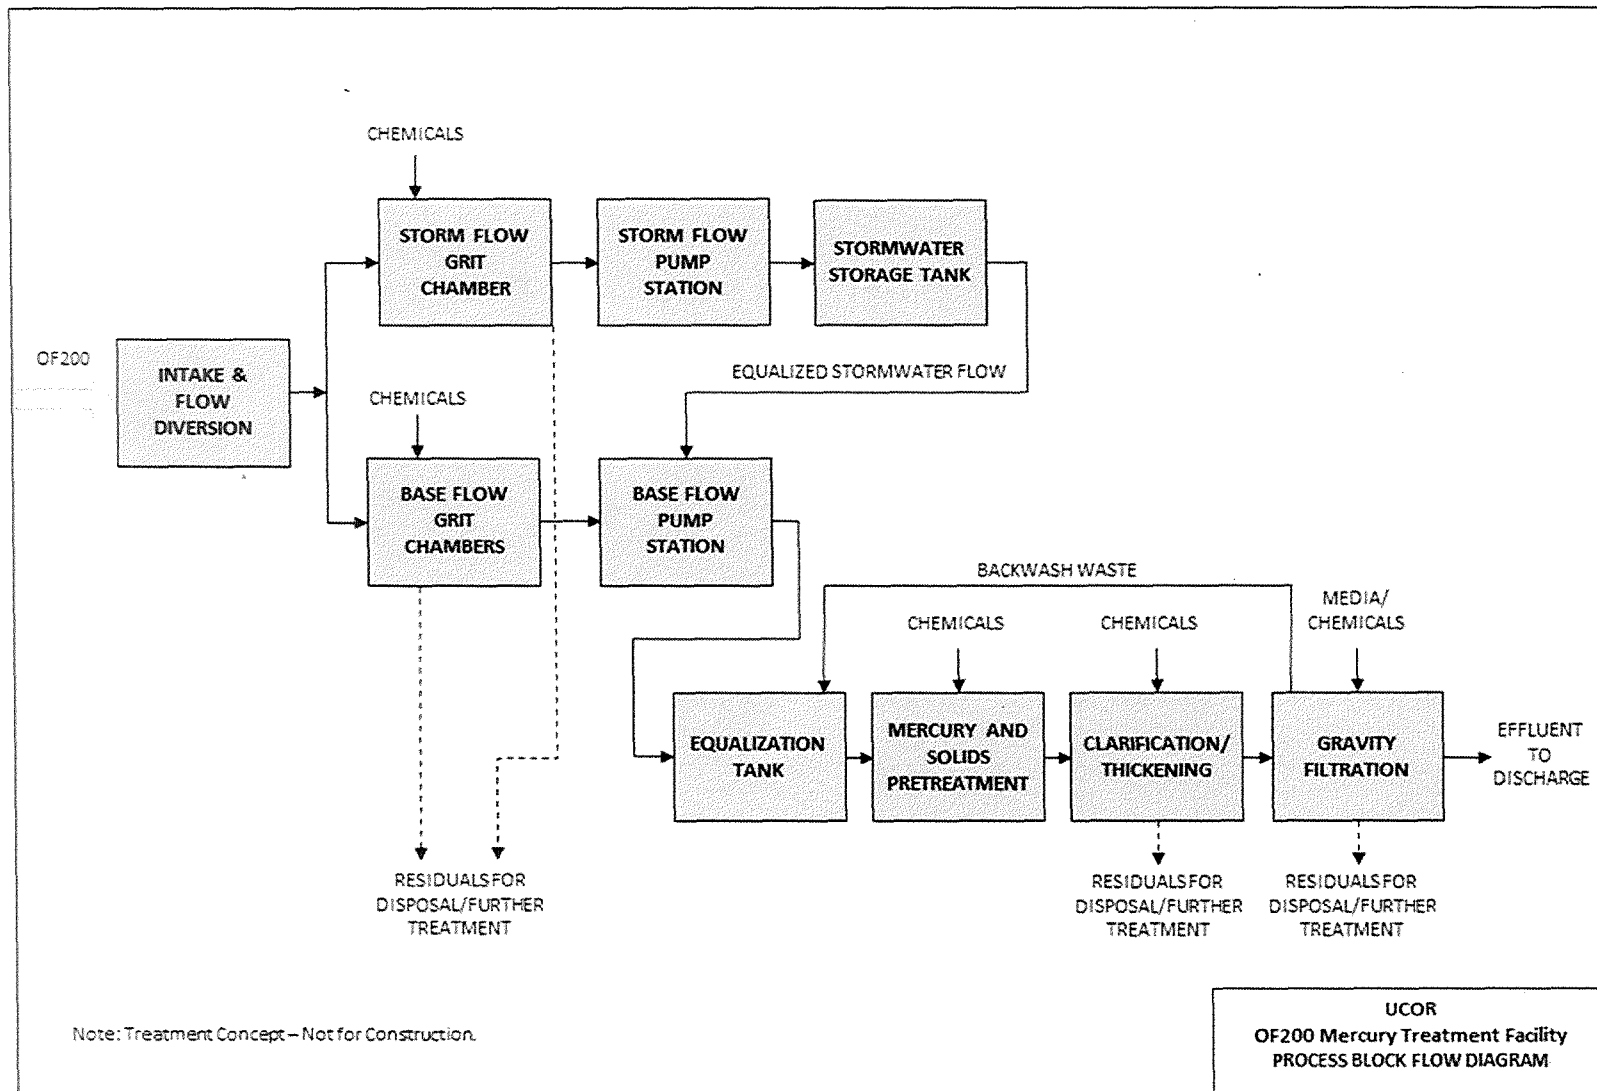 CHEMICALS
STORM FLOW
GRIT
CHAMBER
STORM FLOW
PUMP
STATION
STORMWATER
STORAGE TANK
OF200
INTAKE &
FLOW
DIVERSION
EQUALIZED STORMWATER FLOW
CHEMICALS
BASE FLOW
GRIT
CHAMBERS
BASE FLOW
PUMP
STATION
BACKWASH WASTE
CHEMICALS
CHEMICALS
MEDIA/
CHEMICALS
EQUALIZATION
TANK
MERCURY AND
SOLIDS
PRETREATMENT
CLARIFICATION/
THICKENING
GRAVITY
FILTRATION
EFFLUENT
TO
DISCHARGE
RESIDUALS FOR
DISPOSAL/FURTHER
TREATMENT
RESIDUALS FOR
DISPOSAL/FURTHER
TREATMENT
RESIDUALS FOR
DISPOSAL/FURTHER
TREATMENT
Note: Treatment Concept – Not for Construction.
UCOR
OF200 Mercury Treatment Facility
PROCESS BLOCK FLOW DIAGRAM